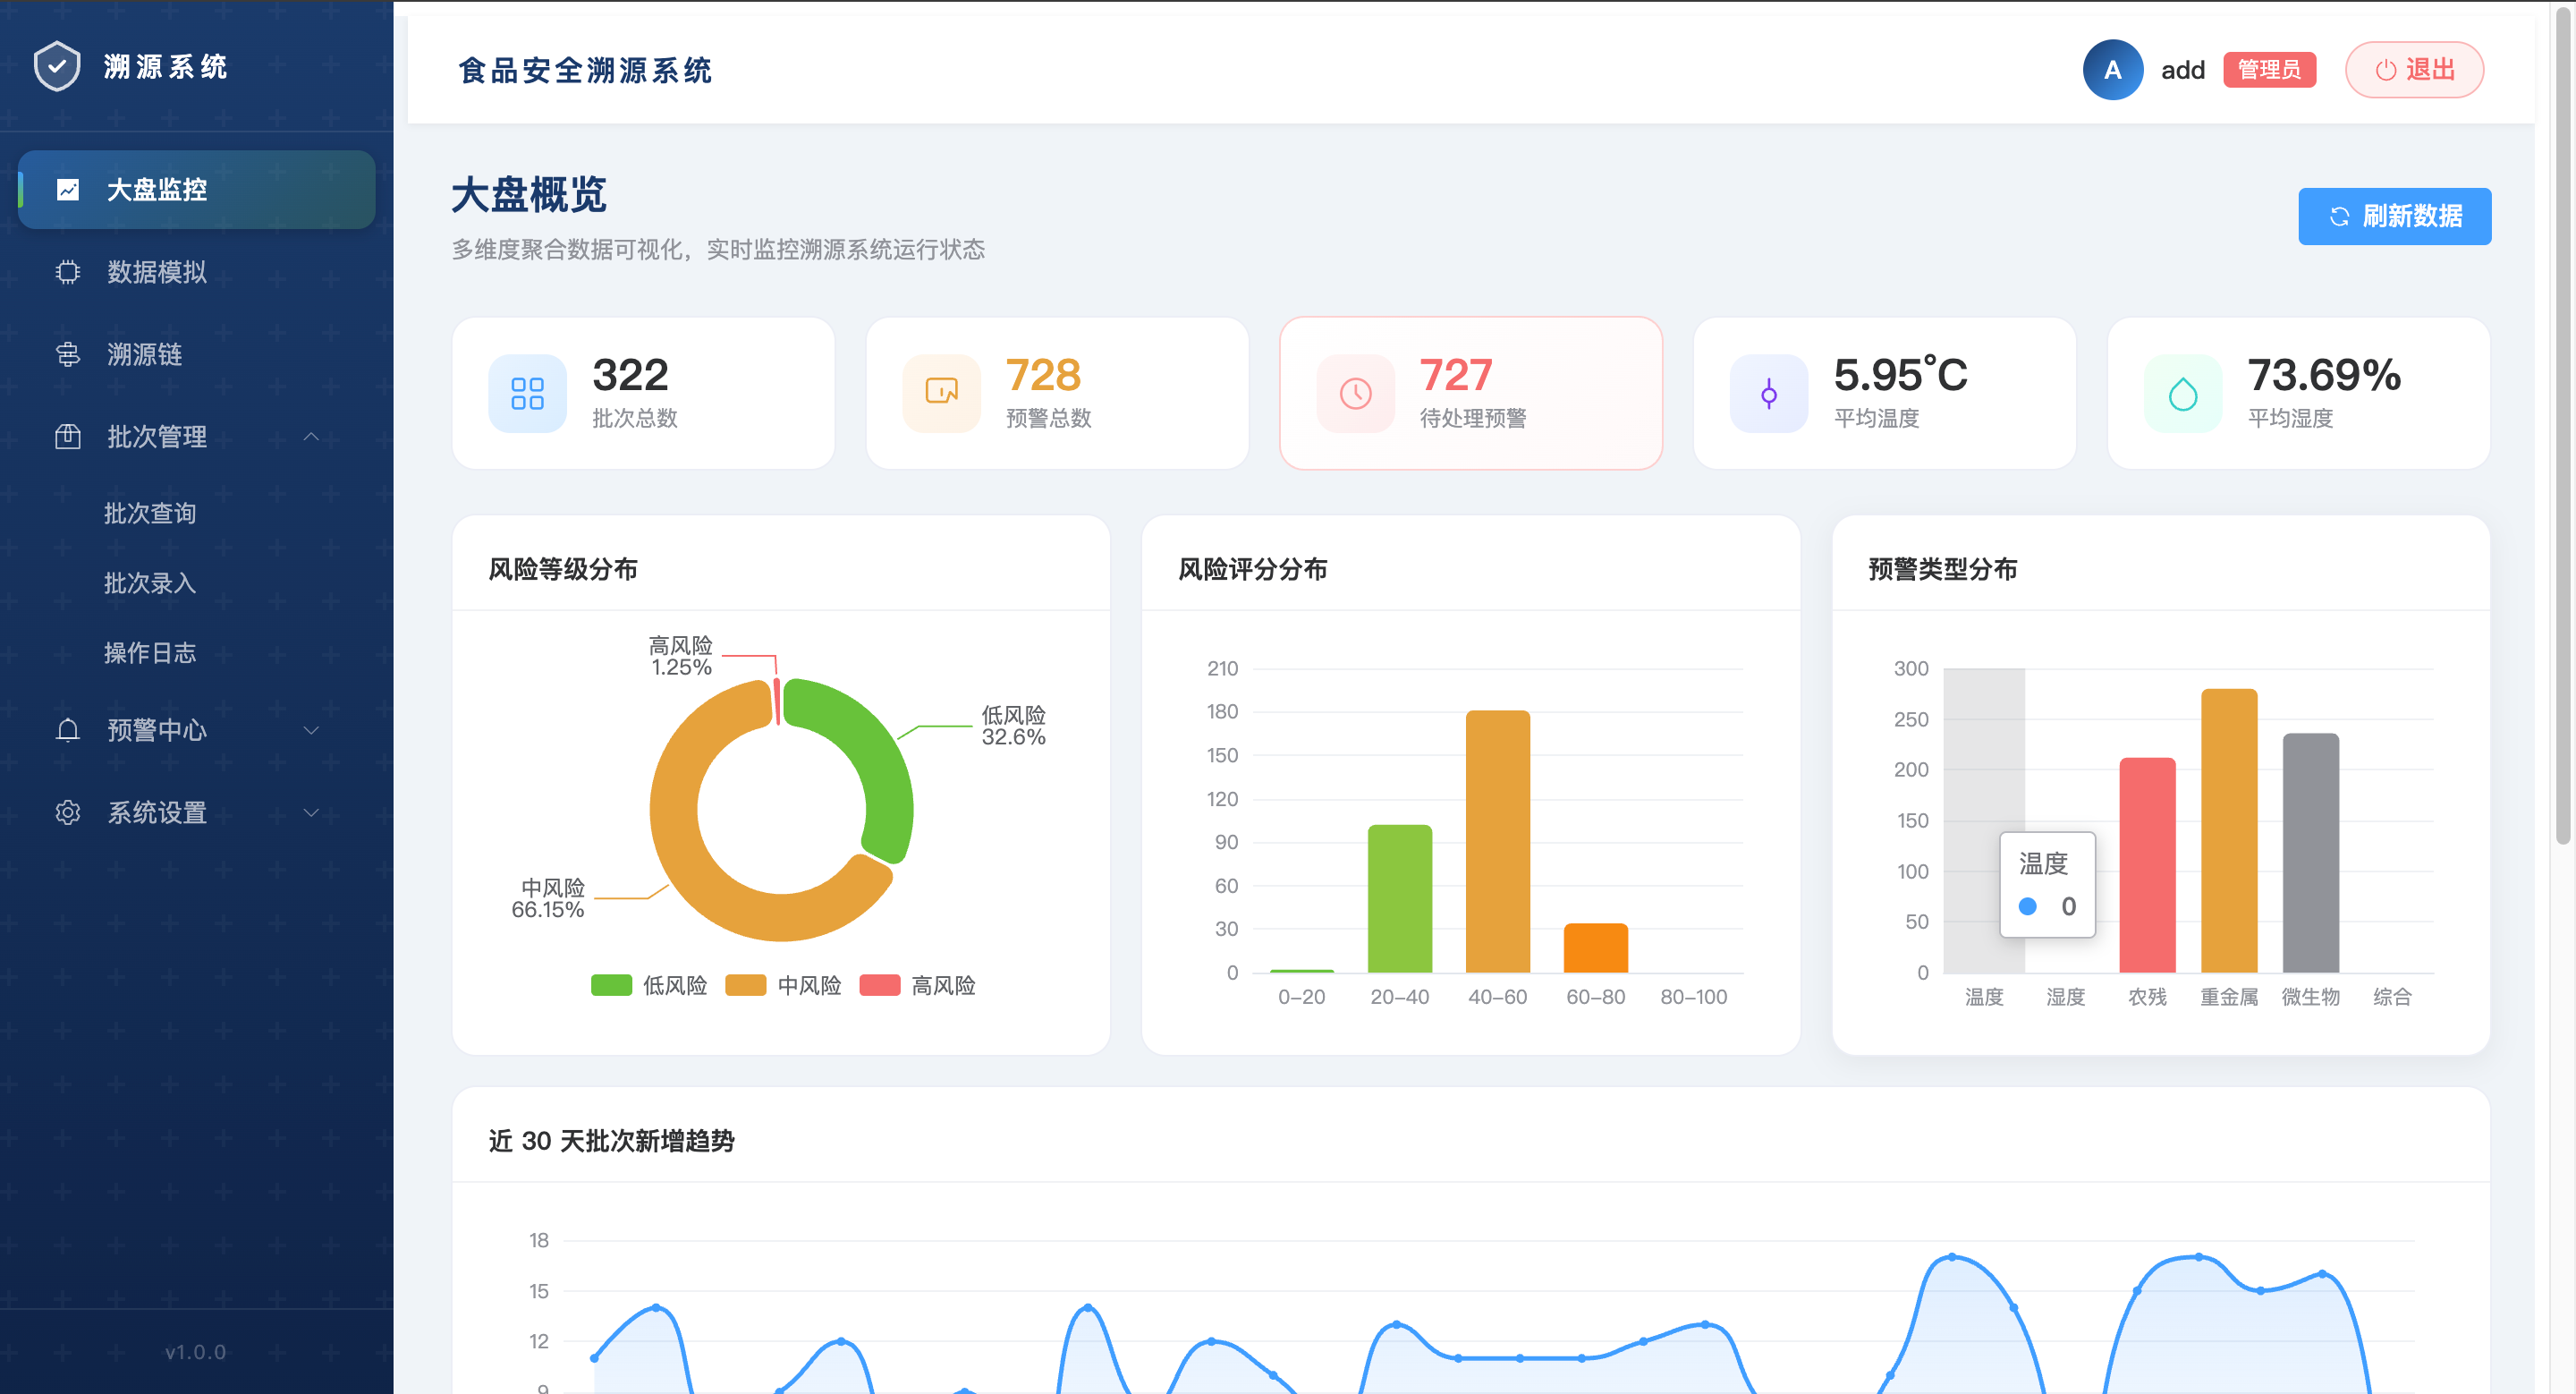 溯源系统
大盘监控
数据模拟
溯源链
批次管理
批次查询
批次录入
操作日志
预警中心
系统设置
v1.0.0
食品安全溯源系统
A add 管理员 退出
大盘概览
多维度聚合数据可视化，实时监控溯源系统运行状态
刷新数据
322
批次总数
728
预警总数
727
待处理预警
5.95°C
平均温度
73.69%
平均湿度
风险等级分布
高风险
1.25%
低风险
32.6%
中风险
66.15%
低风险 中风险 高风险
风险评分分布
210
180
150
120
90
60
30
0
0–20 20–40 40–60 60–80 80–100
预警类型分布
300
250
200
150
100
50
0
温度
0
温度 湿度 农残 重金属 微生物 综合
近 30 天批次新增趋势
18
15
12
9